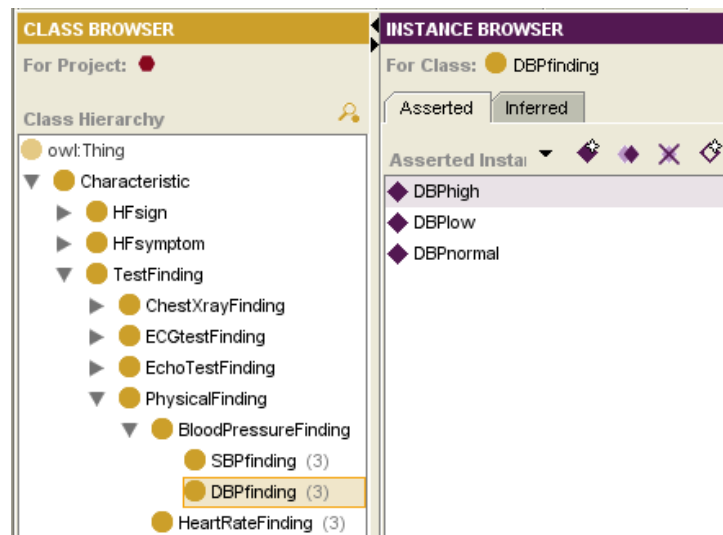 CLASS BROWSER
For Project:
Class Hierarchy
owl:Thing
Characteristic
HFsign
HFsymptom
TestFinding
ChestXrayFinding
ECGtestFinding
EchoTestFinding
PhysicalFinding
BloodPressureFinding
SBPfinding (3)
DBPfinding (3)
HeartRateFinding (3)
INSTANCE BROWSER
For Class: DBPfinding
Asserted Inferred
Asserted Insta
DBPhigh
DBPlow
DBPnormal